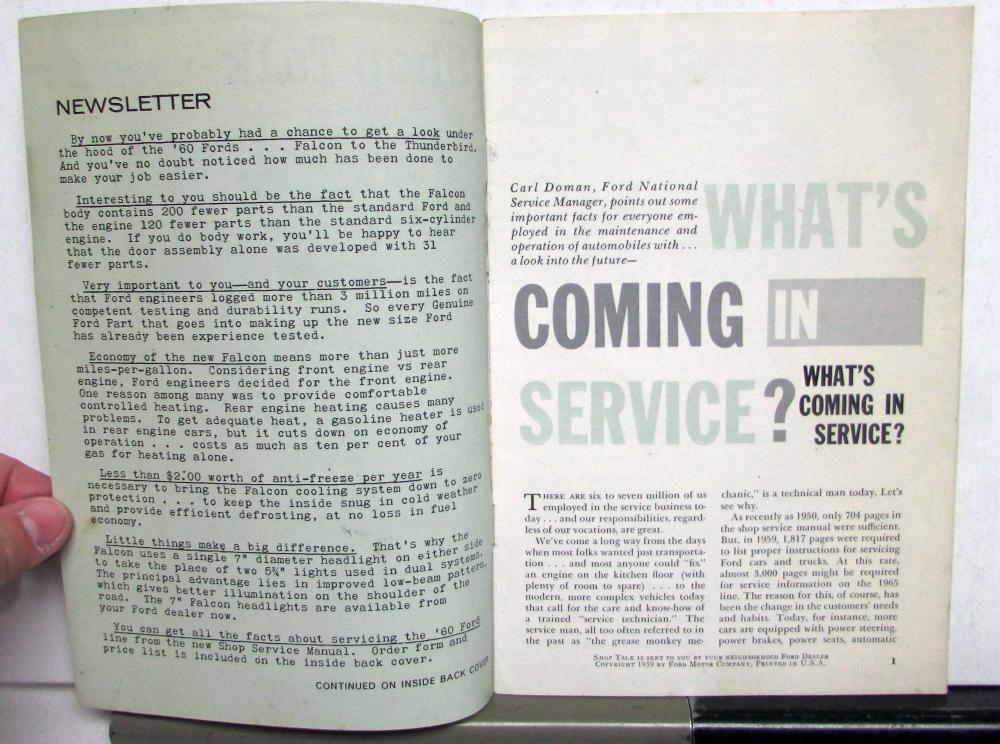 NEWSLETTER
By now you've probably had a chance to get a look under
the hood of the '60 Fords . . . Falcon to the Thunderbird.
And you've no doubt noticed how much has been done to
make your job easier.
Interesting to you should be the fact that the Falcon
body contains 200 fewer parts than the standard Ford and
the engine 120 fewer parts than the standard six-cylinder
engine. If you do body work, you'll be happy to hear
that the door assembly alone was developed with 31
fewer parts.
Very important to you—and your customers—is the fact
that Ford engineers logged more than 3 million miles on
competent testing and durability runs. So every Genuine
Ford Part that goes into making up the new size Ford
has already been experience tested.
Economy of the new Falcon means more than just more
miles-per-gallon. Considering front engine vs rear
engine, Ford engineers decided for the front engine.
One reason among many was to provide comfortable
controlled heating. Rear engine heating causes many
problems. To get adequate heat, a gasoline heater is used
in rear engine cars, but it cuts down on economy of
operation . . . costs as much as ten per cent of your
gas for heating alone.
Less than $2.00 worth of anti-freeze per year is
necessary to bring the Falcon cooling system down to zero
protection . . . to keep the inside snug in cold weather
and provide efficient defrosting, at no loss in fuel
economy.
Little things make a big difference. That's why the
Falcon uses a single 7" diameter headlight on either side
to take the place of two 5¾" lights used in dual systems.
The principal advantage lies in improved low-beam pattern,
which gives better illumination on the shoulder of the
road. The 7" Falcon headlights are available from
your Ford dealer now.
You can get all the facts about servicing the '60 Ford
line from the new Shop Service Manual. Order form and
price list is included on the inside back cover.
CONTINUED ON INSIDE BACK COVER
Carl Doman, Ford National
Service Manager, points out some
important facts for everyone em-
ployed in the maintenance and
operation of automobiles with . . .
a look into the future—
WHAT'S
COMING IN
SERVICE?
WHAT'S
COMING IN
SERVICE?
THERE ARE six to seven million of us
employed in the service business to-
day . . . and our responsibilities, regard-
less of our vocations, are great.
We've come a long way from the days
when most folks wanted just transporta-
tion . . . and most anyone could "fix"
an engine on the kitchen floor (with
plenty of room to spare) . . . to the
modern, more complex vehicles today
that call for the care and know-how of
a trained "service technician." The
service man, all too often referred to in
the past as "the grease monkey me-
chanic," is a technical man today. Let's
see why.
As recently as 1950, only 704 pages in
the shop service manual were sufficient.
But, in 1959, 1,817 pages were required
to list proper instructions for servicing
Ford cars and trucks. At this rate,
almost 3,000 pages might be required
for service information on the 1965
line. The reason for this, of course, has
been the change in the customers' needs
and habits. Today, for instance, more
cars are equipped with power steering,
power brakes, power seats, automatic
SHOP TALK IS SENT TO YOU BY YOUR NEIGHBORHOOD FORD DEALER
COPYRIGHT 1959 BY FORD MOTOR COMPANY, PRINTED IN U.S.A.
1